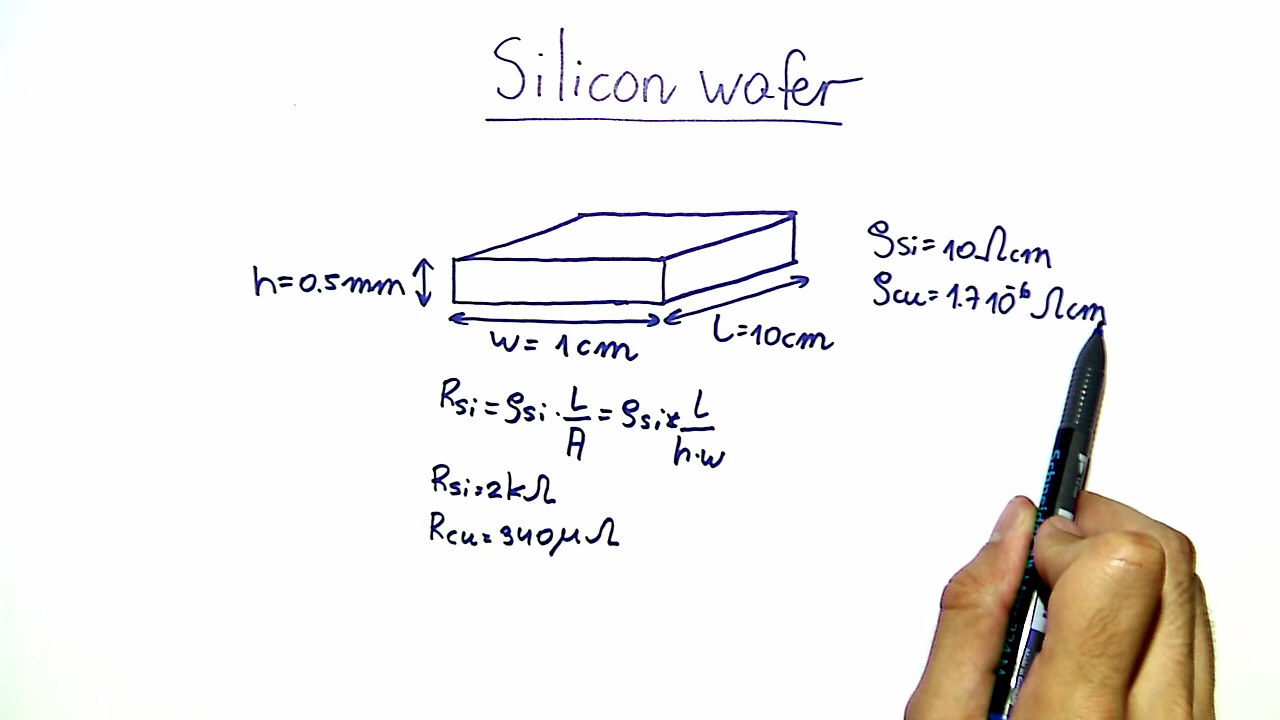 Silicon wafer
h=0.5mm
w= 1cm
L=10cm
ρsi=10Ωcm
ρcu=1.7 10⁻⁶ Ωcm
Rsi=ρsi·L/A=ρsi*L/h·w
Rsi=2kΩ
Rcu=340μΩ